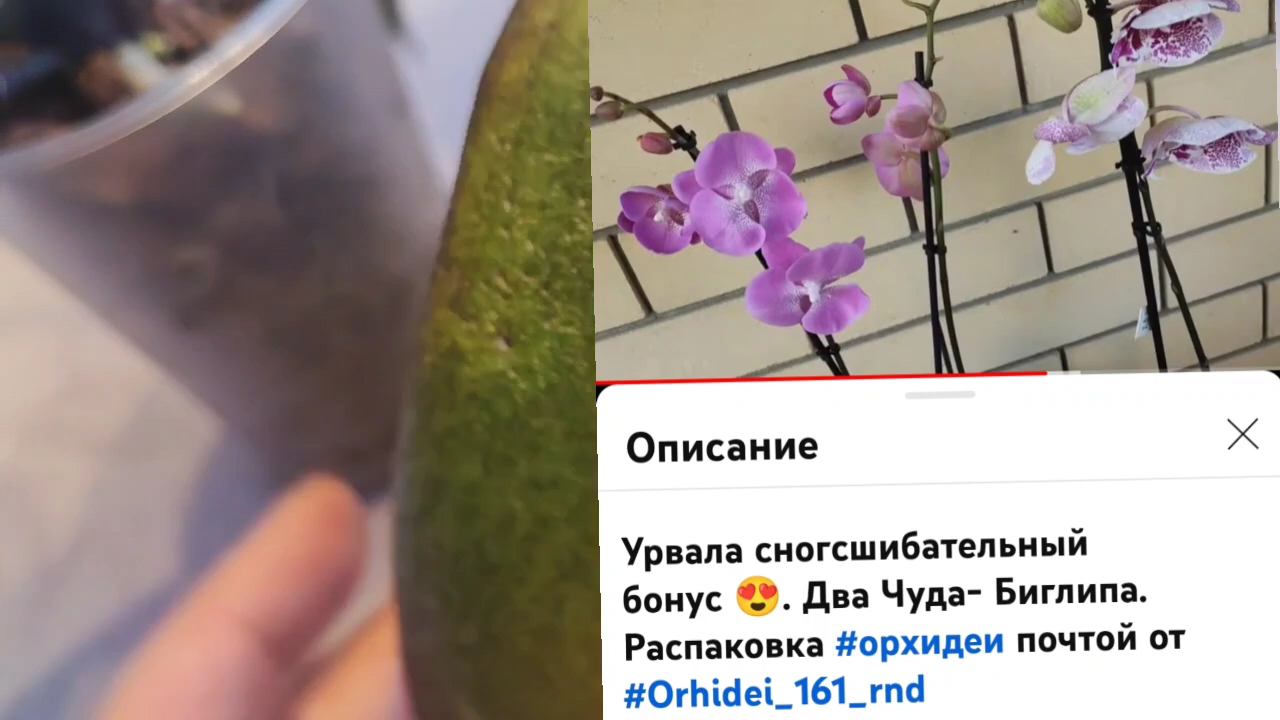 Описание
Урвала сногсшибательный
бонус 😍. Два Чуда- Биглипа.
Распаковка #орхидеи почтой от
#Orhidei_161_rnd